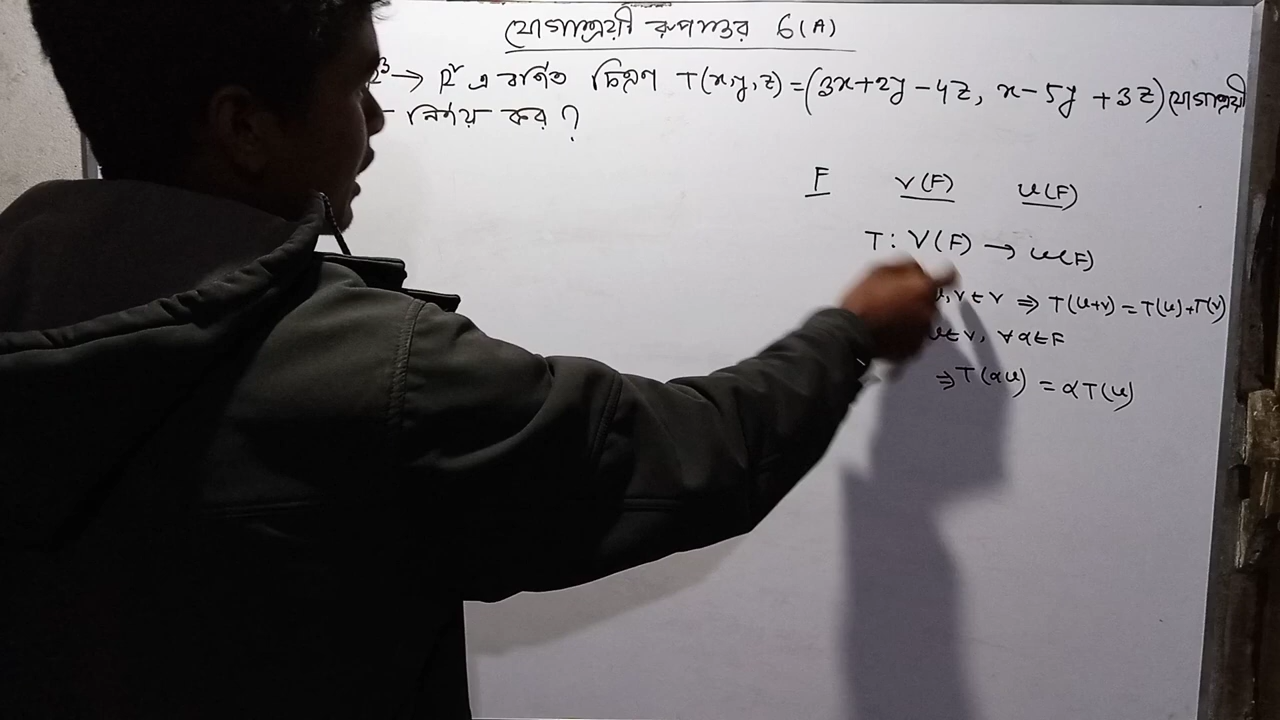 যোগাশ্রয়ী রূপান্তর 6(A)
R³ → R² এ বর্ণিত চিত্রণ T(x,y,z) = (3x+2y-4z, x-5y+3z) যোগাশ্রয়ী
নির্ণয় কর ?
F V(F) U(F)
T: V(F) → U(F)
u,v ∈ V ⇒ T(u+v) = T(u)+T(v)
u∈V, ∀α∈F
⇒ T(αu) = αT(u)